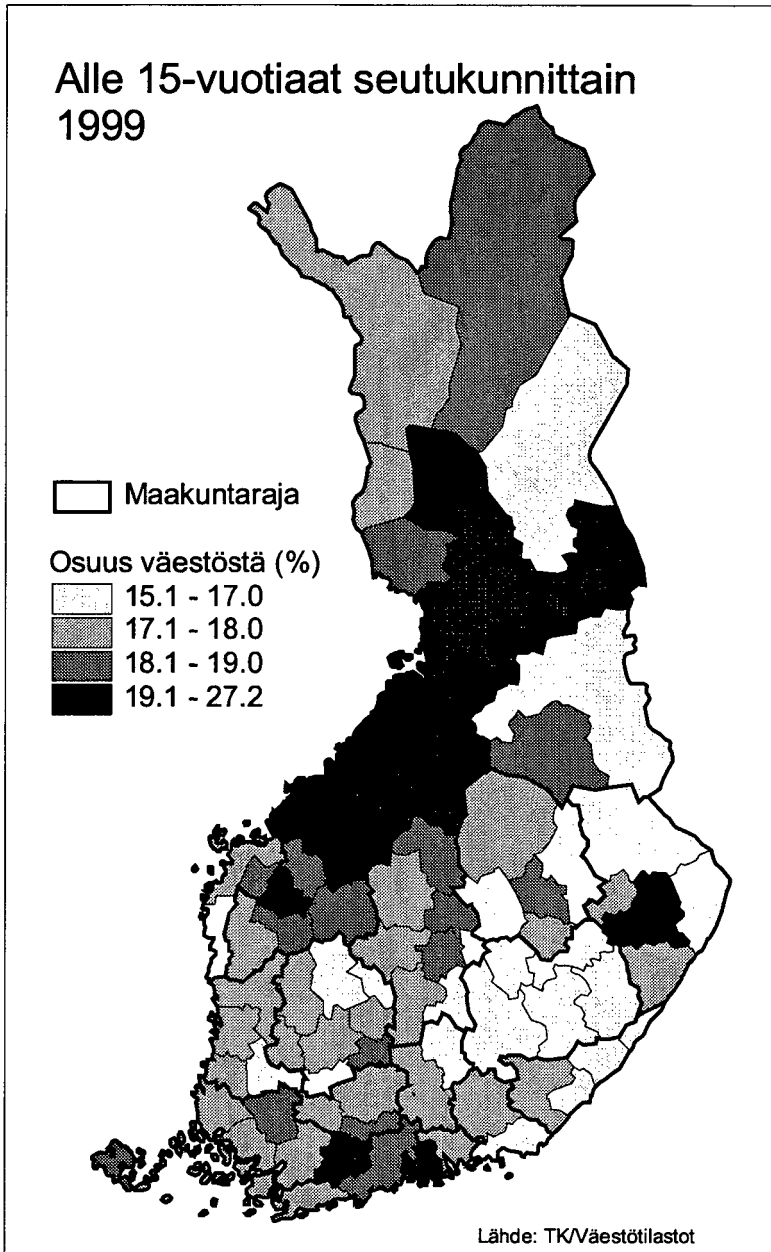 Alle 15-vuotiaat seutukunnittain
1999
Maakuntaraja
Osuus väestöstä (%)
15.1 - 17.0
17.1 - 18.0
18.1 - 19.0
19.1 - 27.2
Lähde: TK/Väestötilastot